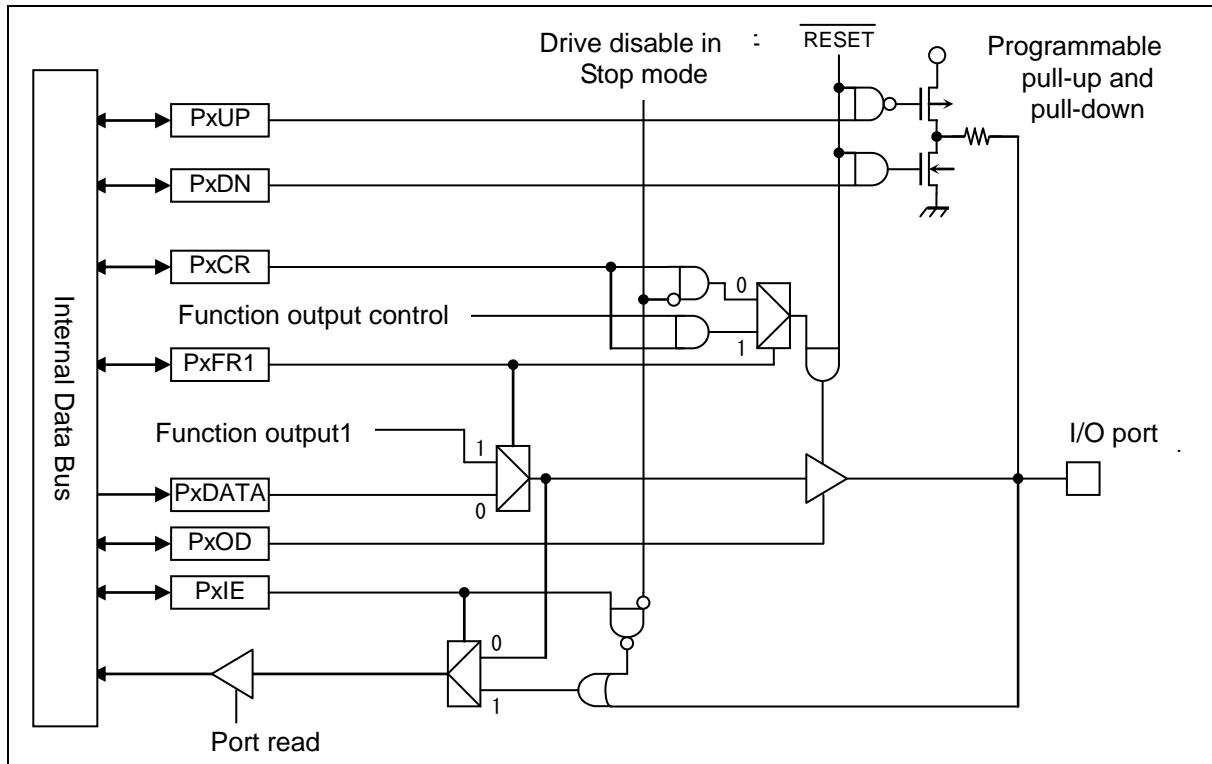 Drive disable in
Stop mode
RESET
Programmable
pull-up and
pull-down
Internal Data Bus
PxUP
PxDN
PxCR
0
Function output control
1
PxFR1
Function output1
1
I/O port
PxDATA
0
PxOD
PxIE
0
1
Port read